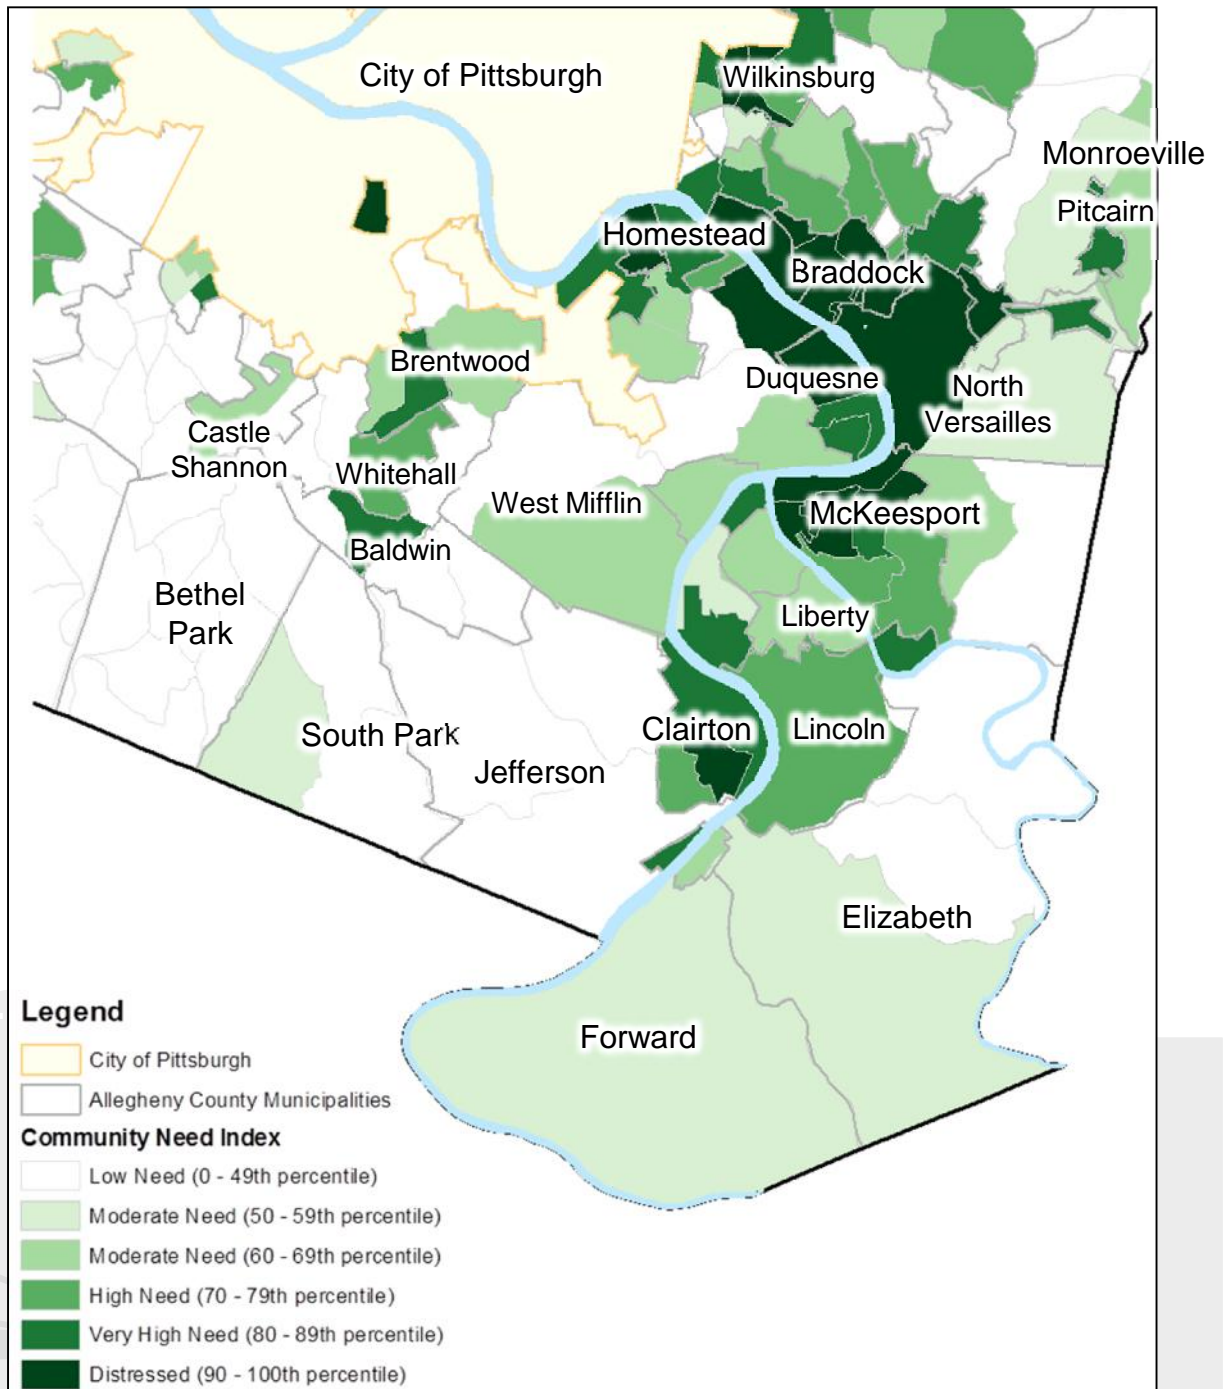 City of Pittsburgh
Wilkinsburg
Monroeville
Pitcairn
Homestead
Braddock
Brentwood
Duquesne
North
Versailles
Castle
Shannon
Whitehall
West Mifflin
McKeesport
Baldwin
Bethel
Park
Liberty
South Park
Clairton
Lincoln
Jefferson
Elizabeth
Forward
Legend
City of Pittsburgh
Allegheny County Municipalities
Community Need Index
Low Need (0 - 49th percentile)
Moderate Need (50 - 59th percentile)
Moderate Need (60 - 69th percentile)
High Need (70 - 79th percentile)
Very High Need (80 - 89th percentile)
Distressed (90 - 100th percentile)